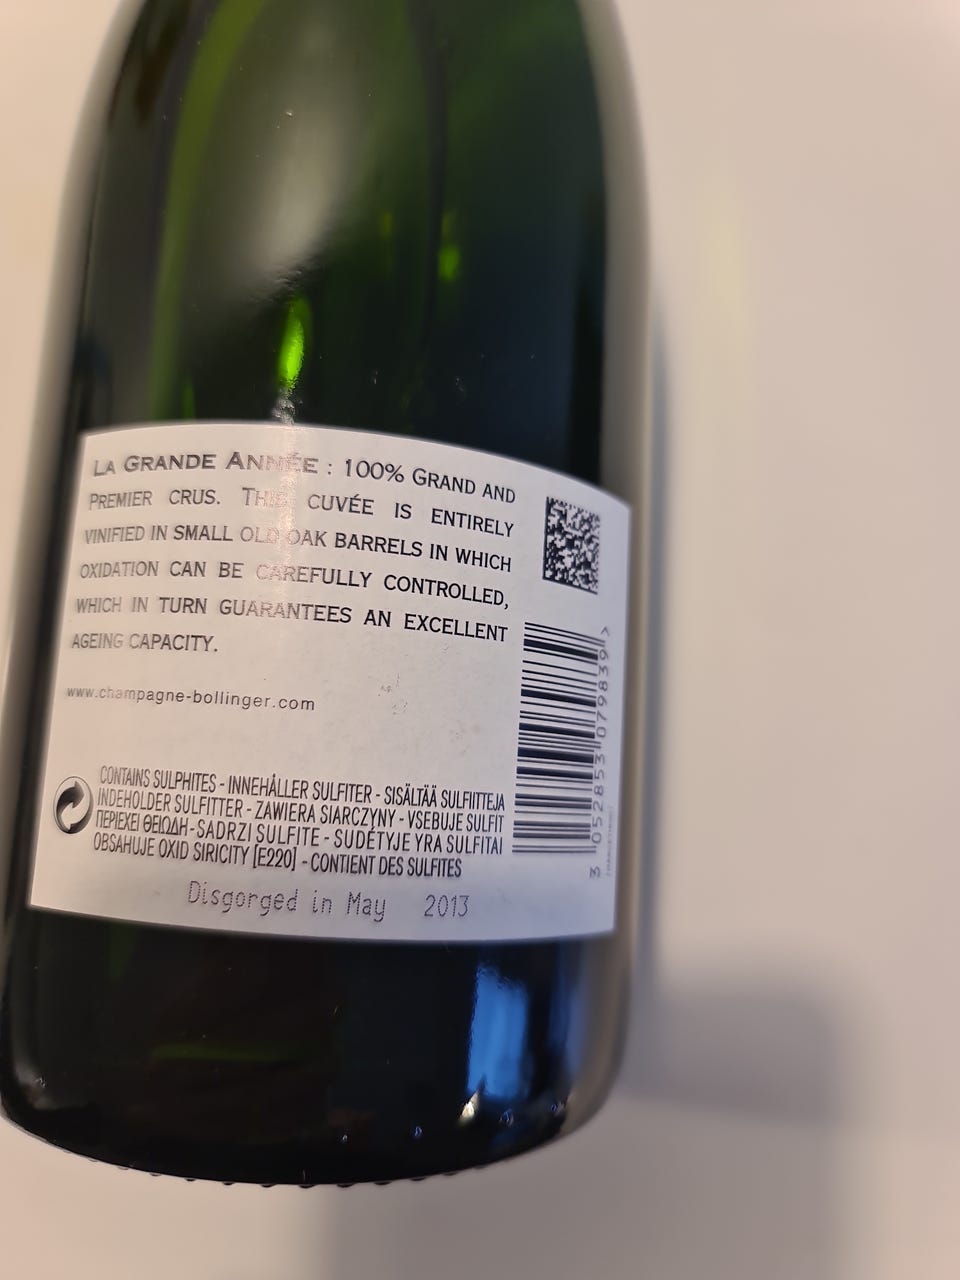 LA GRANDE ANNÉE : 100% GRAND AND
PREMIER CRUS. THIS CUVÉE IS ENTIRELY
VINIFIED IN SMALL OLD OAK BARRELS IN WHICH
OXIDATION CAN BE CAREFULLY CONTROLLED,
WHICH IN TURN GUARANTEES AN EXCELLENT
AGEING CAPACITY.
www.champagne-bollinger.com
CONTAINS SULPHITES - INNEHÅLLER SULFITER - SISÄLTÄÄ SULFIITTEJA
INDEHOLDER SULFITTER - ZAWIERA SIARCZYNY - VSEBUJE SULFIT
ΠΕΡΙΕΧΕΙ ΘΕΙΩΔΗ - SADRZI SULFITE - SUDÉTYJE YRA SULFITAI
OBSAHUJE OXID SIRICITY [E220] - CONTIENT DES SULFITES
Disgorged in May 2013
3 052853 079839 >